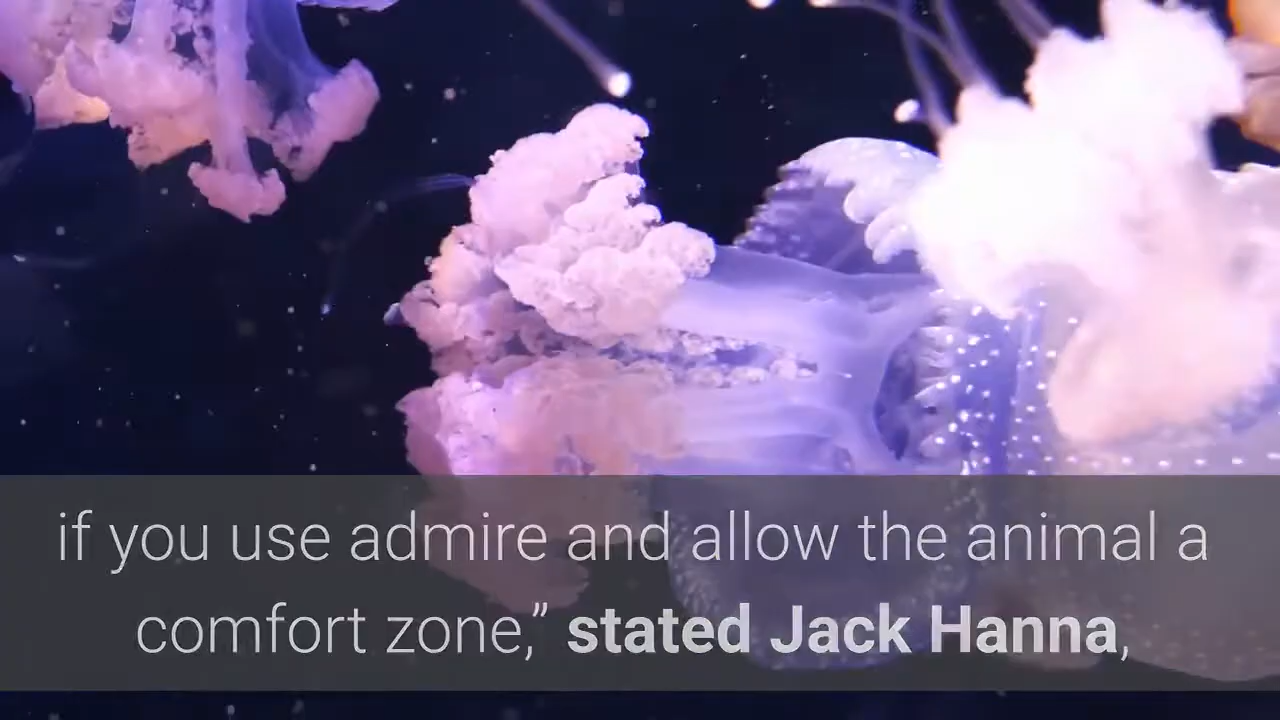 if you use admire and allow the animal a
comfort zone,” stated Jack Hanna,